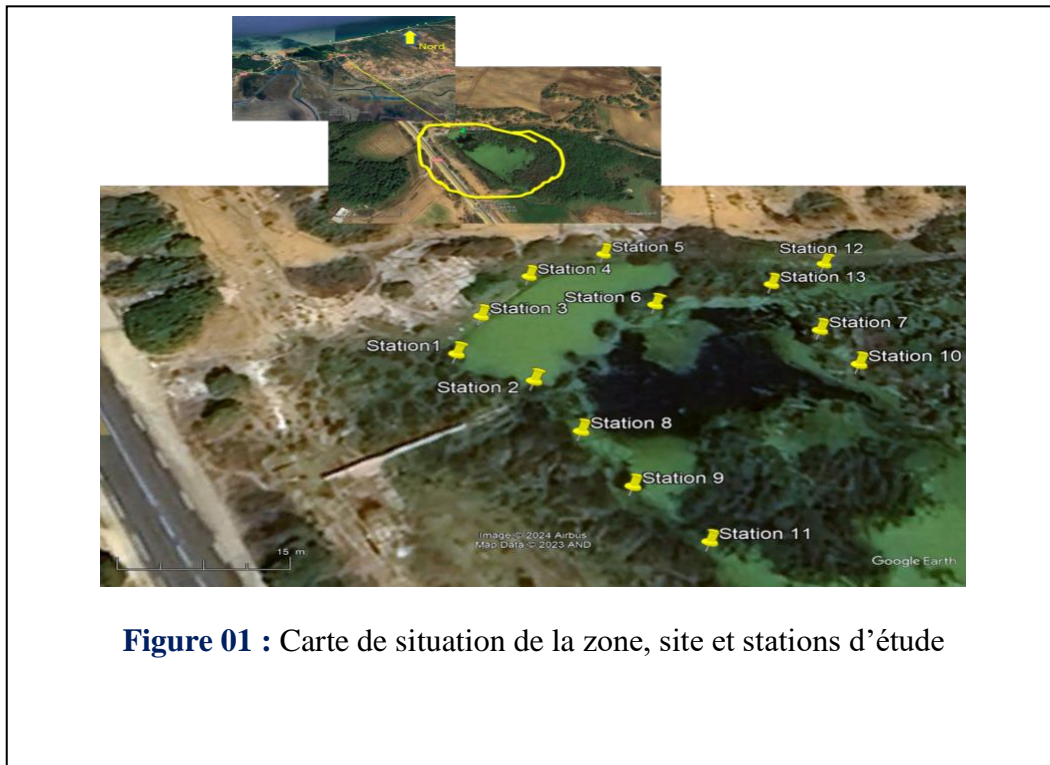 Nord
Station 5
Station 12
Station 4
Station 13
Station 6
Station 3
Station 7
Station1
Station 10
Station 2
Station 8
Station 9
Station 11
Image © 2024 Airbus
Map Data © 2023 AND
15 m
Google Earth
Figure 01 : Carte de situation de la zone, site et stations d’étude